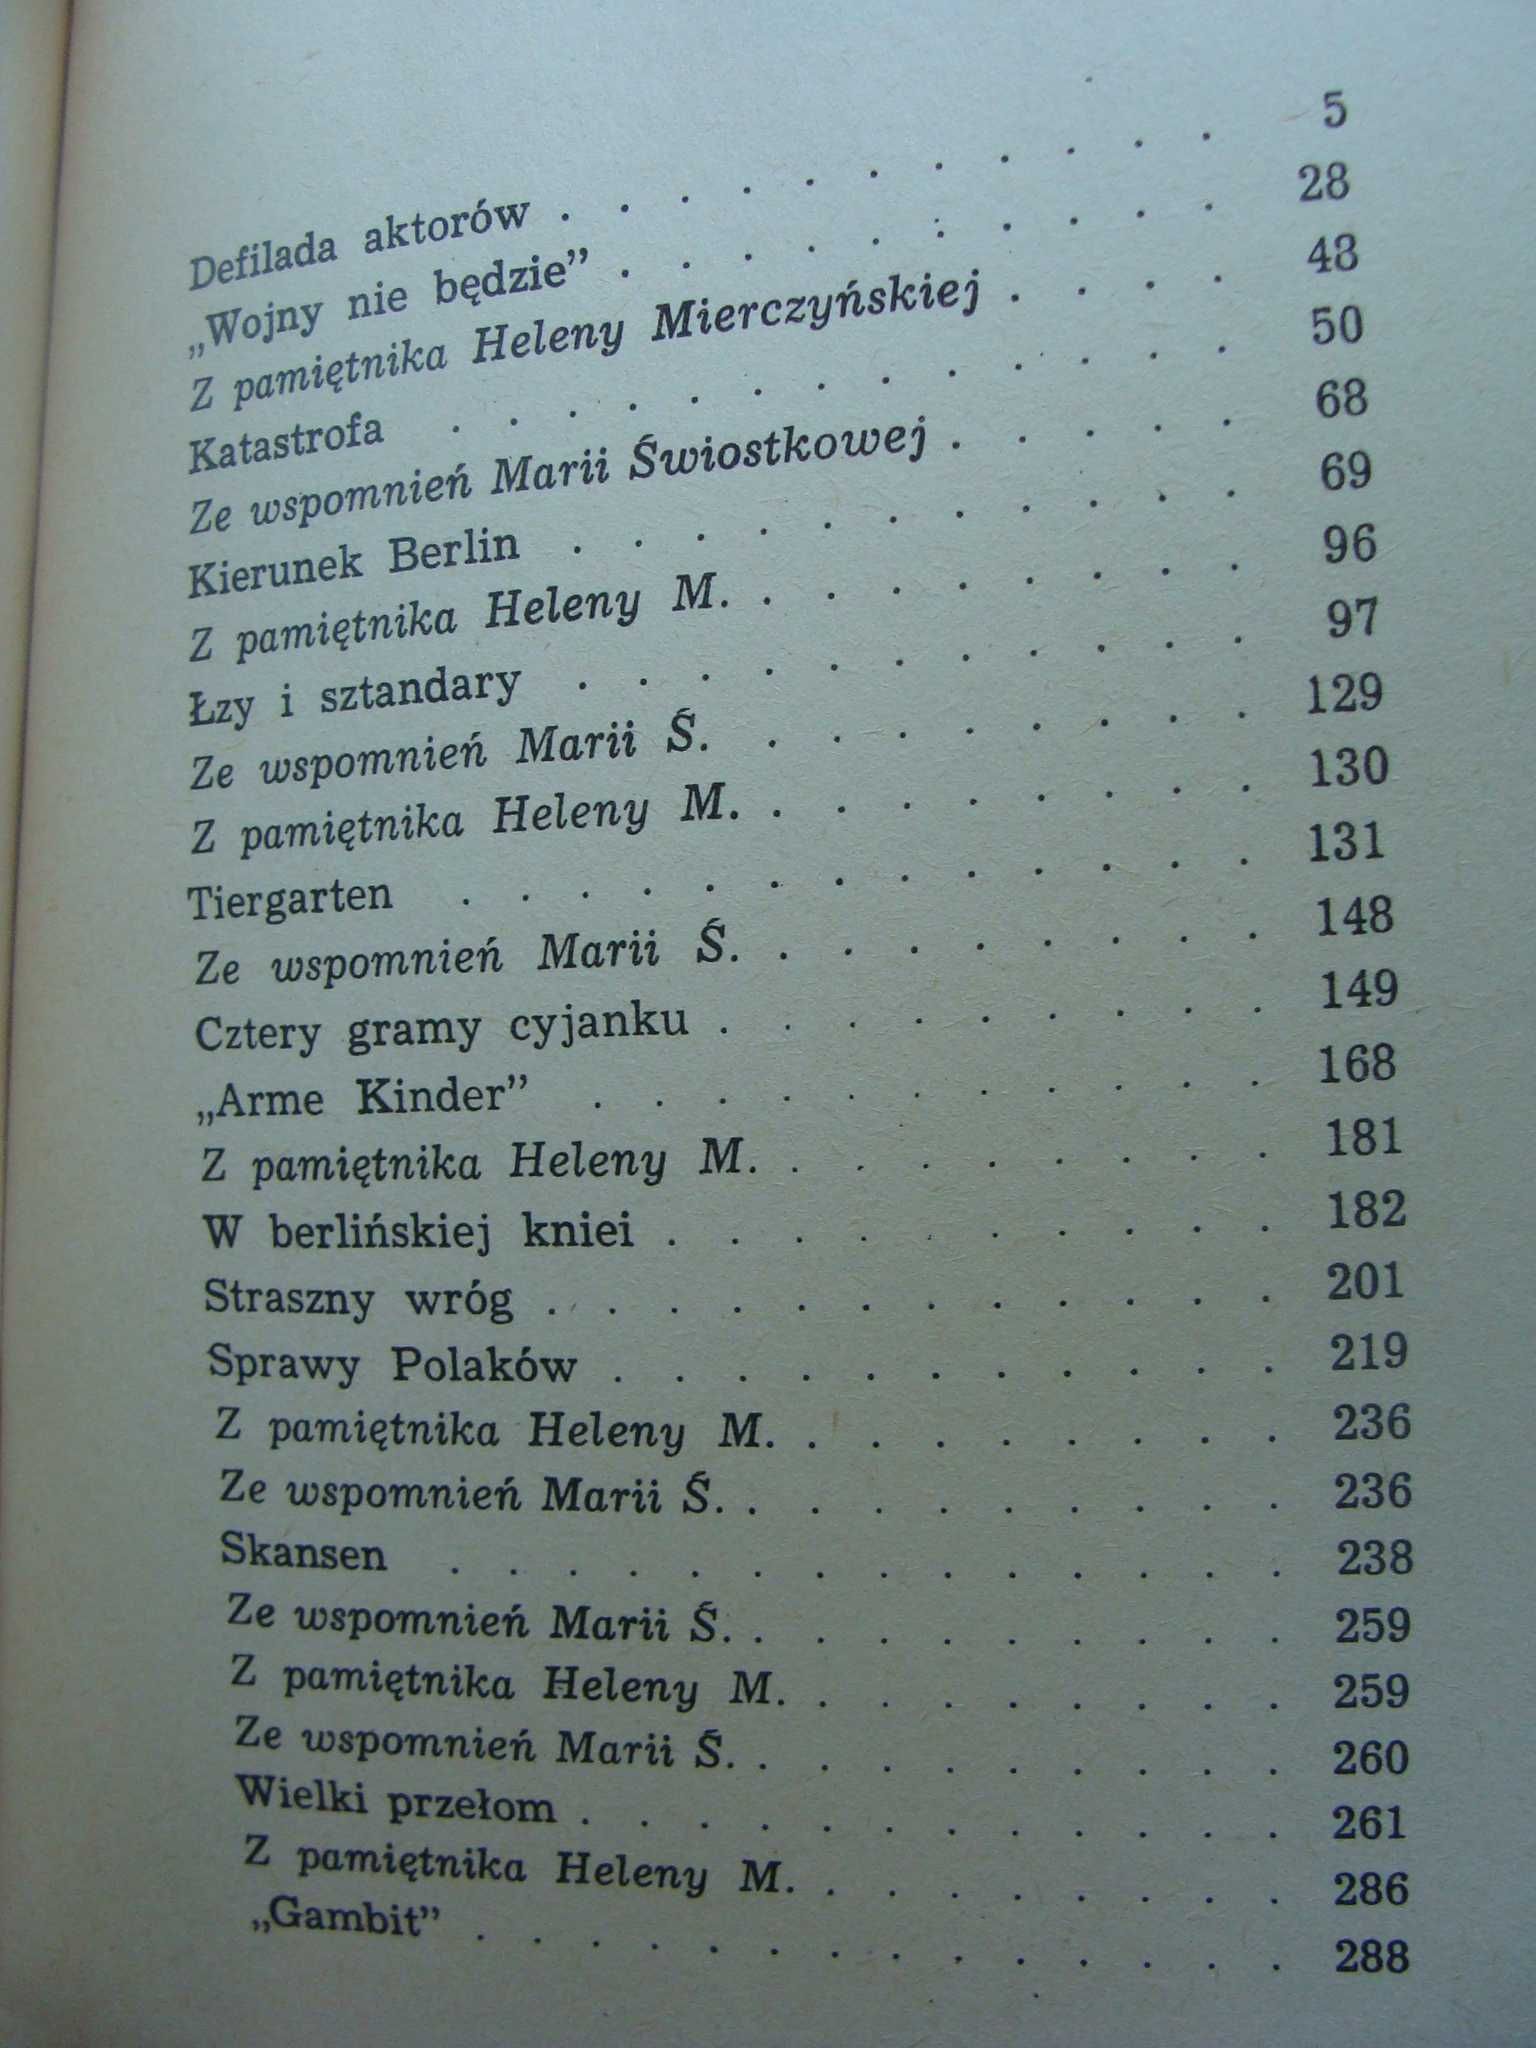 Defilada aktorów . . . . . . . . . . . 5
„Wojny nie będzie” . . . . . . . . . . 28
Z pamiętnika Heleny Mierczyńskiej . . . . 48
Katastrofa . . . . . . . . . . . . . 50
Ze wspomnień Marii Świostkowej . . . . . 68
Kierunek Berlin . . . . . . . . . . . 69
Z pamiętnika Heleny M. . . . . . . . . 96
Łzy i sztandary . . . . . . . . . . . 97
Ze wspomnień Marii Ś. . . . . . . . . 129
Z pamiętnika Heleny M. . . . . . . . . 130
Tiergarten . . . . . . . . . . . . . 131
Ze wspomnień Marii Ś. . . . . . . . . 148
Cztery gramy cyjanku . . . . . . . . . 149
„Arme Kinder” . . . . . . . . . . . 168
Z pamiętnika Heleny M. . . . . . . . . 181
W berlińskiej kniei . . . . . . . . . . 182
Straszny wróg . . . . . . . . . . . . 201
Sprawy Polaków . . . . . . . . . . . 219
Z pamiętnika Heleny M. . . . . . . . . 236
Ze wspomnień Marii Ś. . . . . . . . . . 236
Skansen . . . . . . . . . . . . . . 238
Ze wspomnień Marii Ś. . . . . . . . . . 259
Z pamiętnika Heleny M. . . . . . . . . 259
Ze wspomnień Marii Ś. . . . . . . . . . 260
Wielki przełom . . . . . . . . . . . . 261
Z pamiętnika Heleny M. . . . . . . . . 286
„Gambit” . . . . . . . . . . . . . . 288